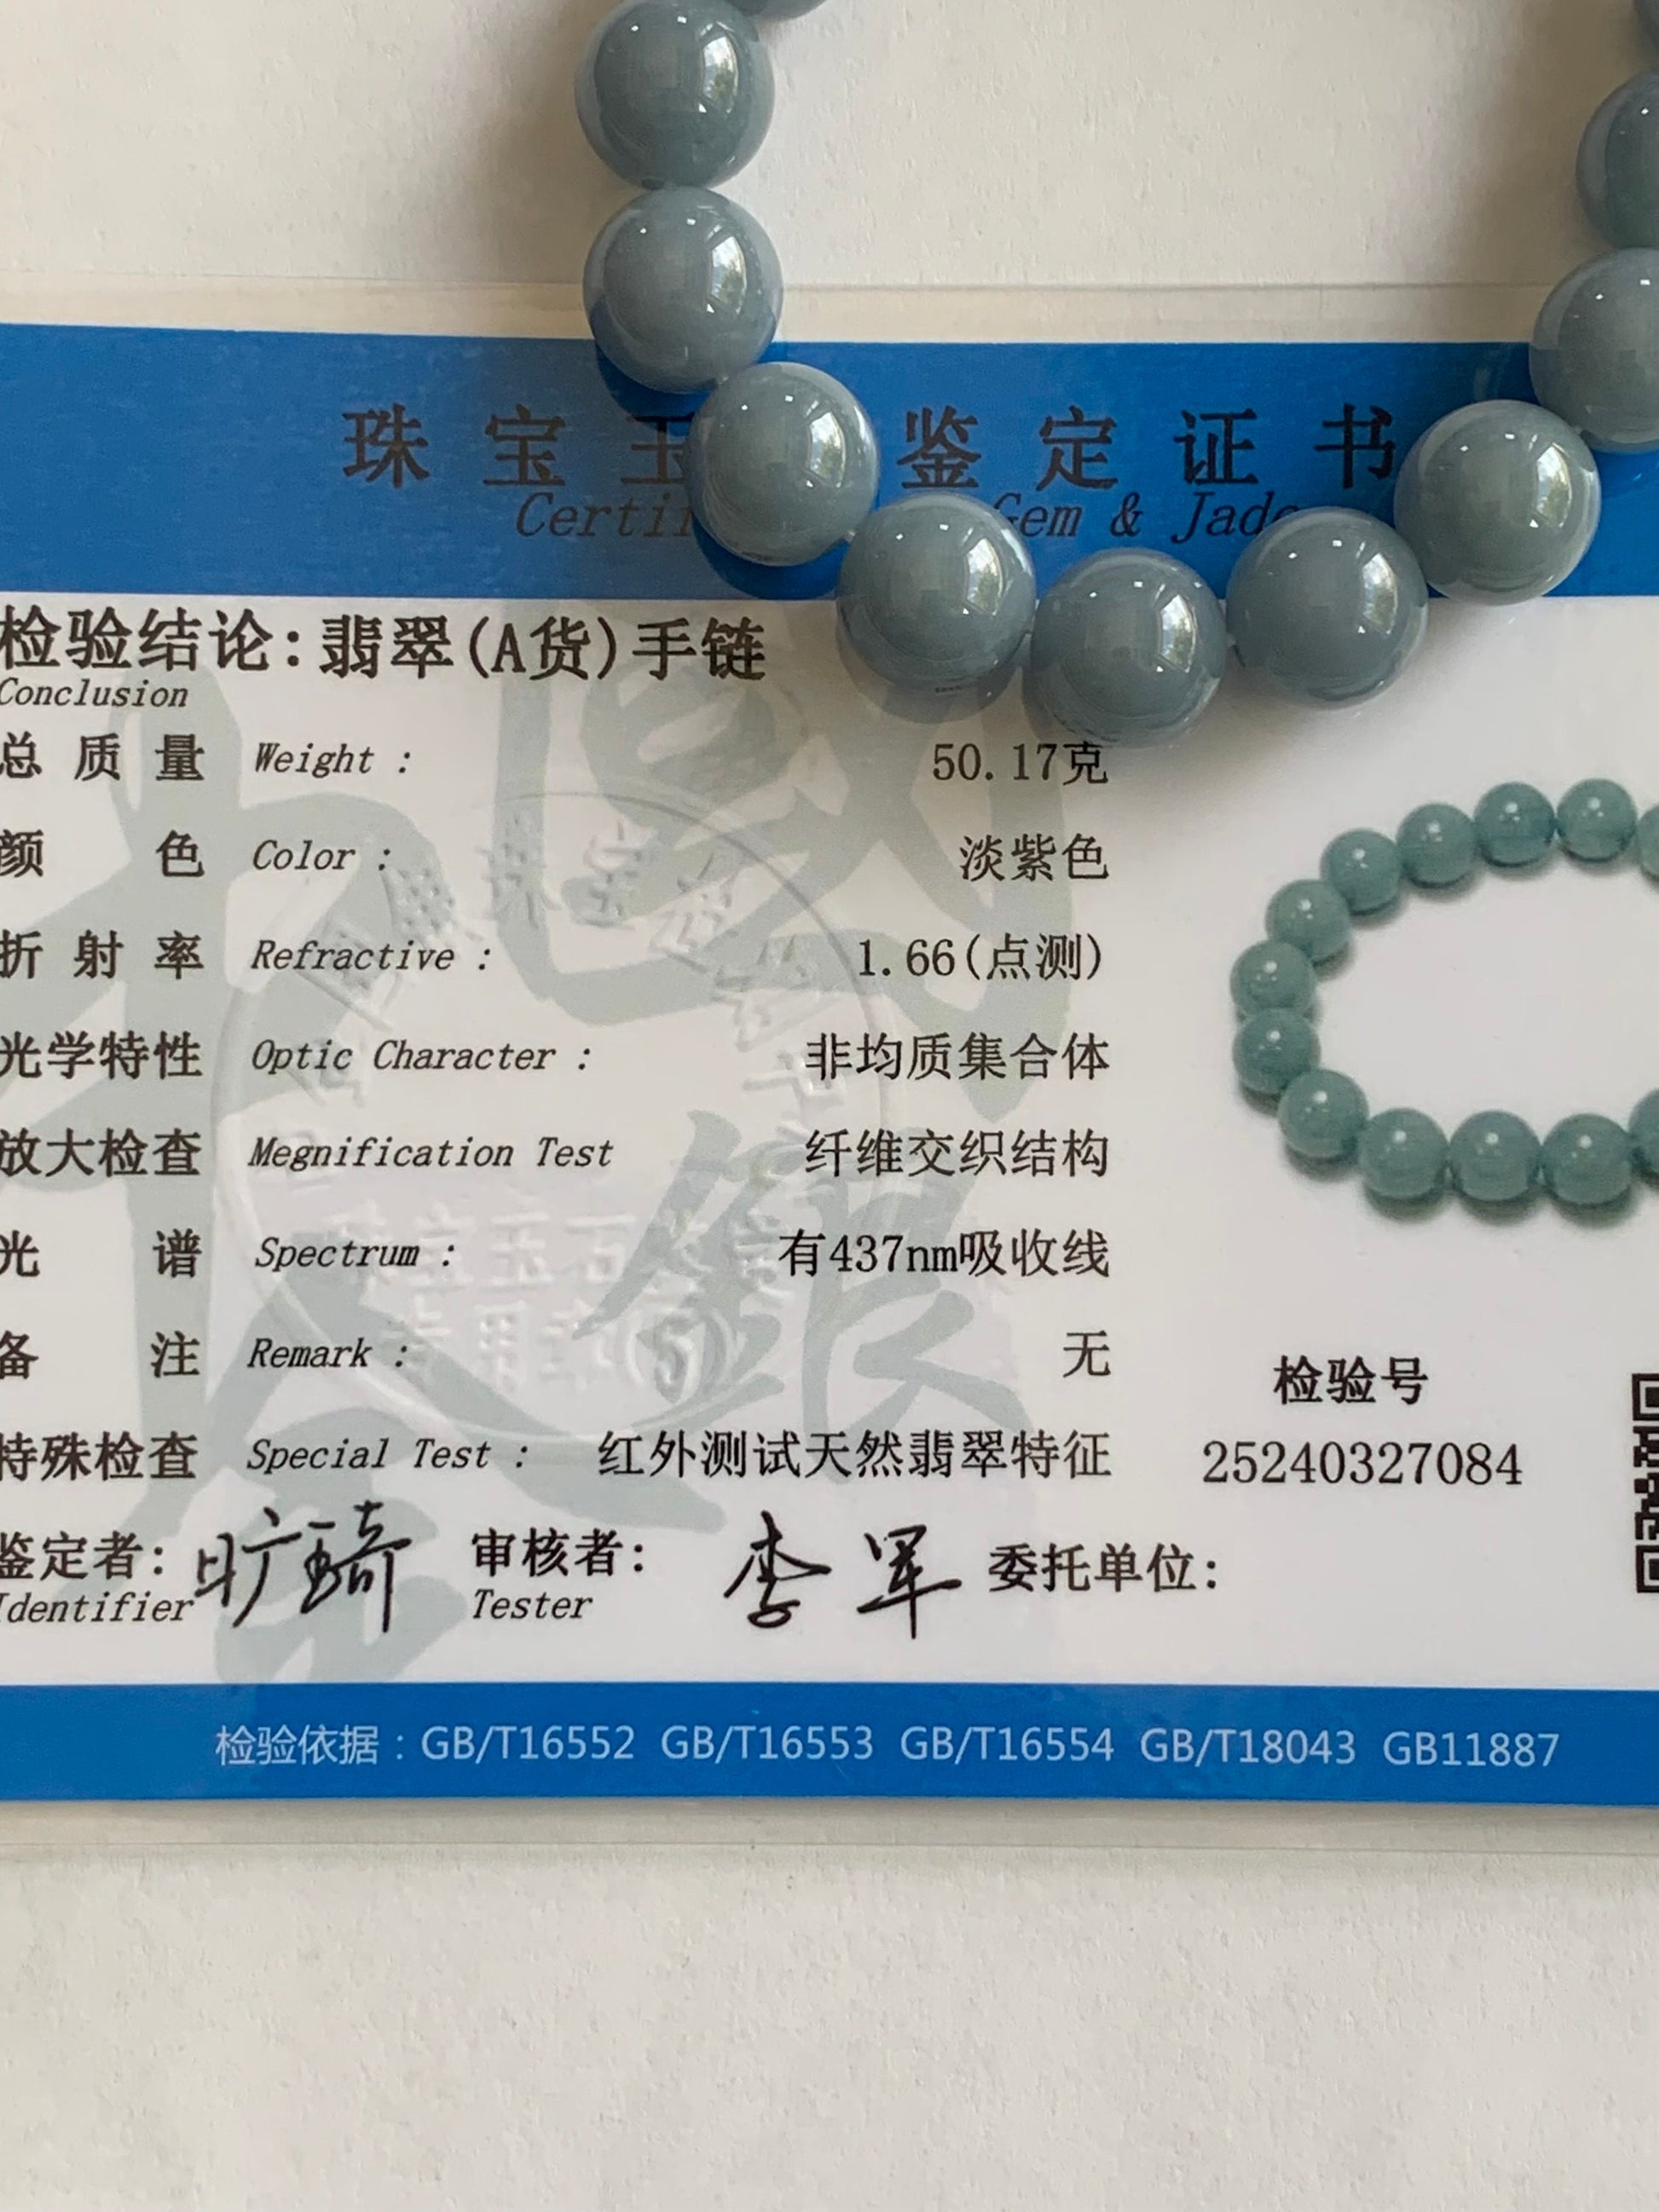 珠宝玉 鉴定证书
Gem & Jade
检验结论:翡翠(A货)手链
Conclusion
总质量 Weight : 50.17克
颜色 Color : 淡紫色
折射率 Refractive : 1.66(点测)
光学特性 Optic Character : 非均质集合体
放大检查 Megnification Test 纤维交织结构
光谱 Spectrum : 有437nm吸收线
备注 Remark : 无
检验号
特殊检查 Special Test : 红外测试天然翡翠特征
25240327084
鉴定者: 审核者: 李军 委托单位:
Identifier Tester
检验依据:GB/T16552 GB/T16553 GB/T16554 GB/T18043 GB11887